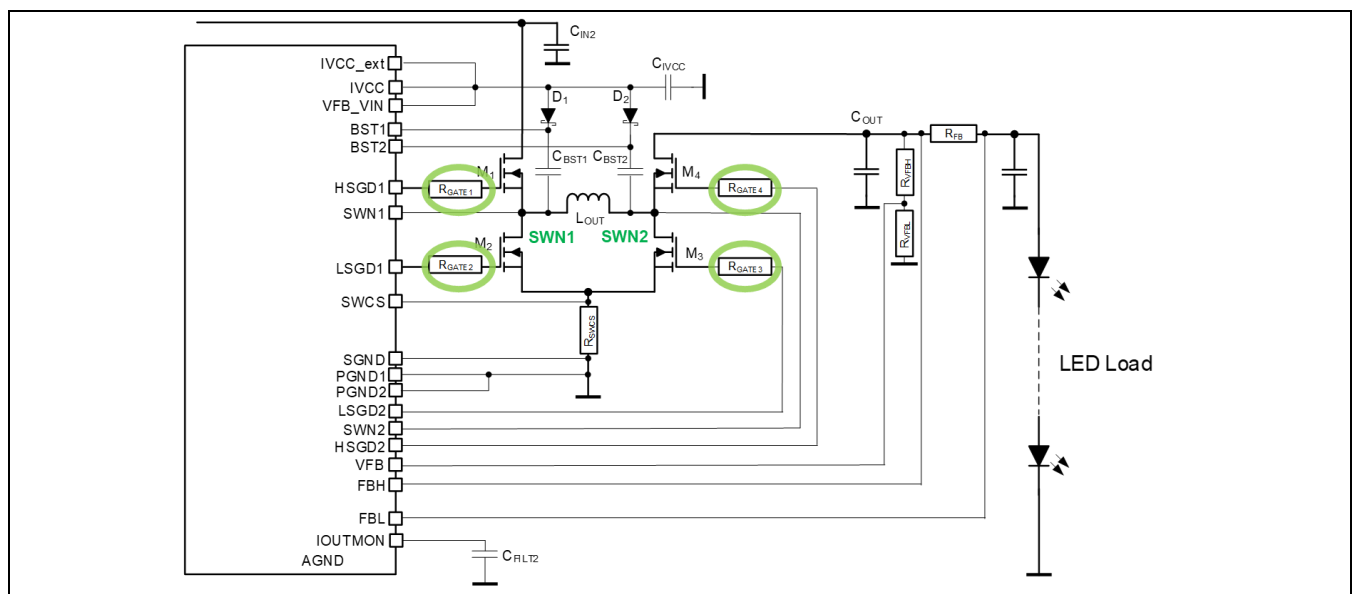 CIN2
IVCC_ext
IVCC
VFB_VIN
BST1
BST2
HSGD1
SWN1
LSGD1
SWCS
SGND
PGND1
PGND2
LSGD2
SWN2
HSGD2
VFB
FBH
FBL
IOUTMON
AGND
CIVCC
D1
D2
CBST1
CBST2
M1
M4
RGATE1
RGATE4
LOUT
SWN1
SWN2
M2
M3
RGATE2
RGATE3
RSWCS
COUT
RFB
RVFBH
RVFBL
LED Load
CFILT2